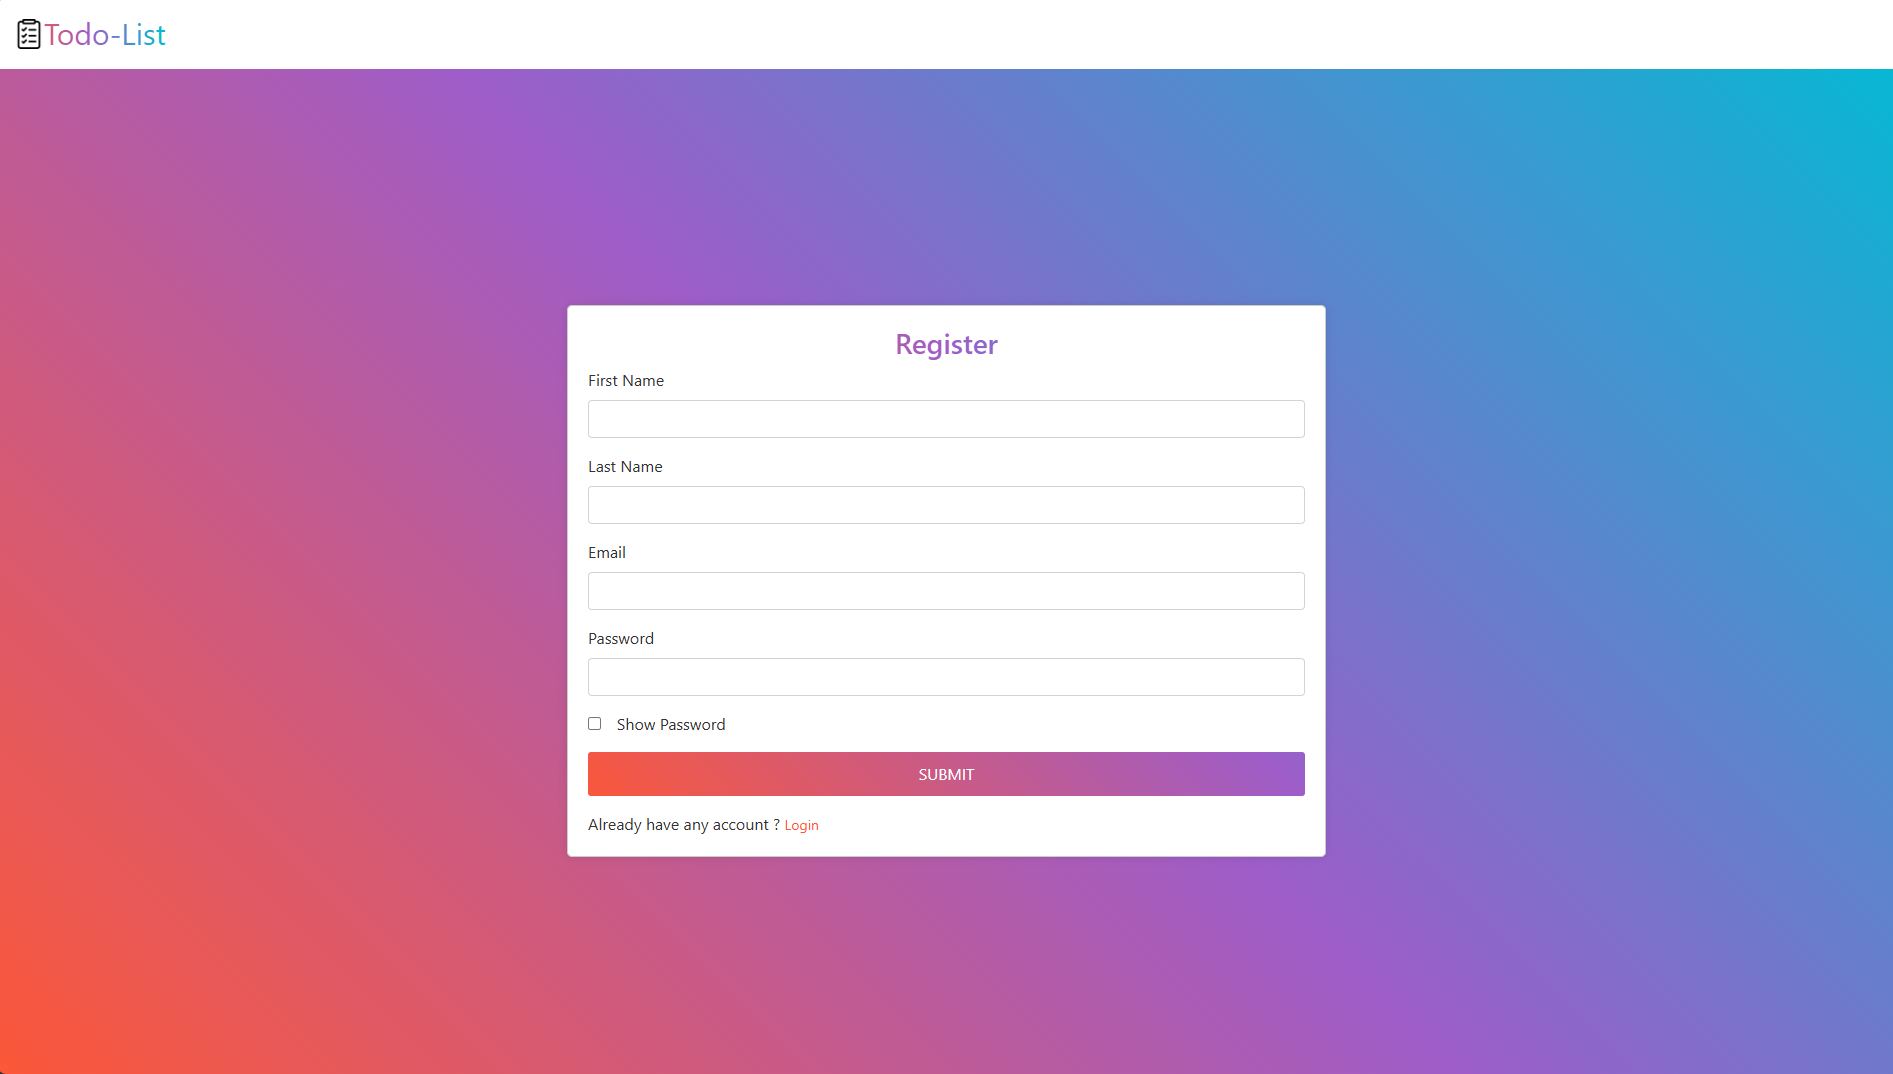 Todo-List
Register
First Name
Last Name
Email
Password
Show Password
SUBMIT
Already have any account ? Login